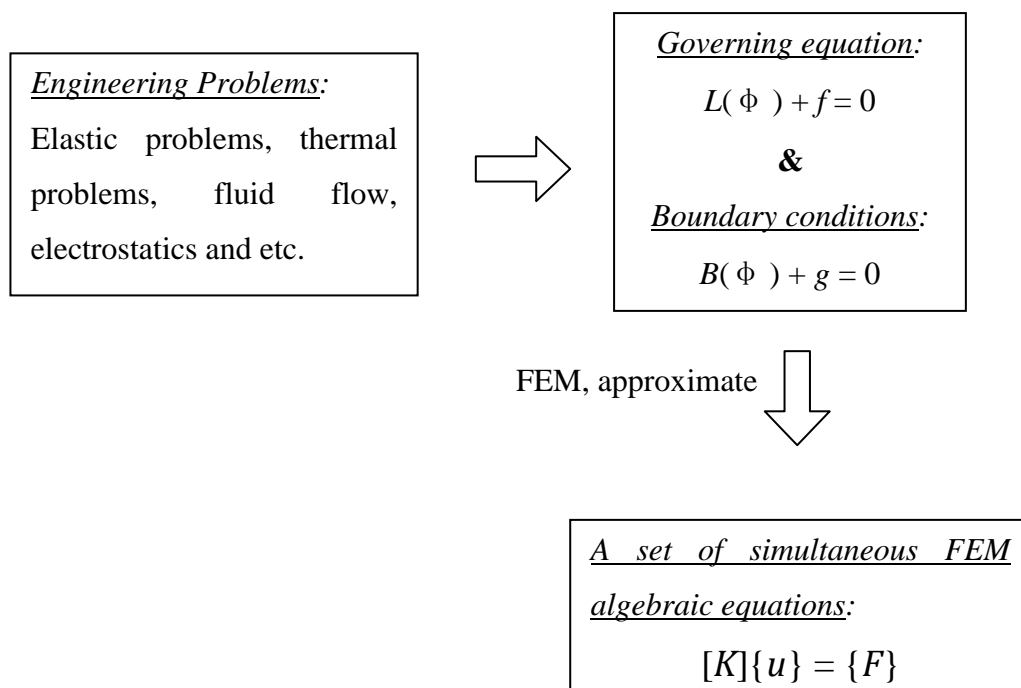 Engineering Problems:
Elastic problems, thermal
problems, fluid flow,
electrostatics and etc.
Governing equation:
L( Φ ) + f = 0
&
Boundary conditions:
B( Φ ) + g = 0
FEM, approximate
A set of simultaneous FEM
algebraic equations:
[K]{u} = {F}